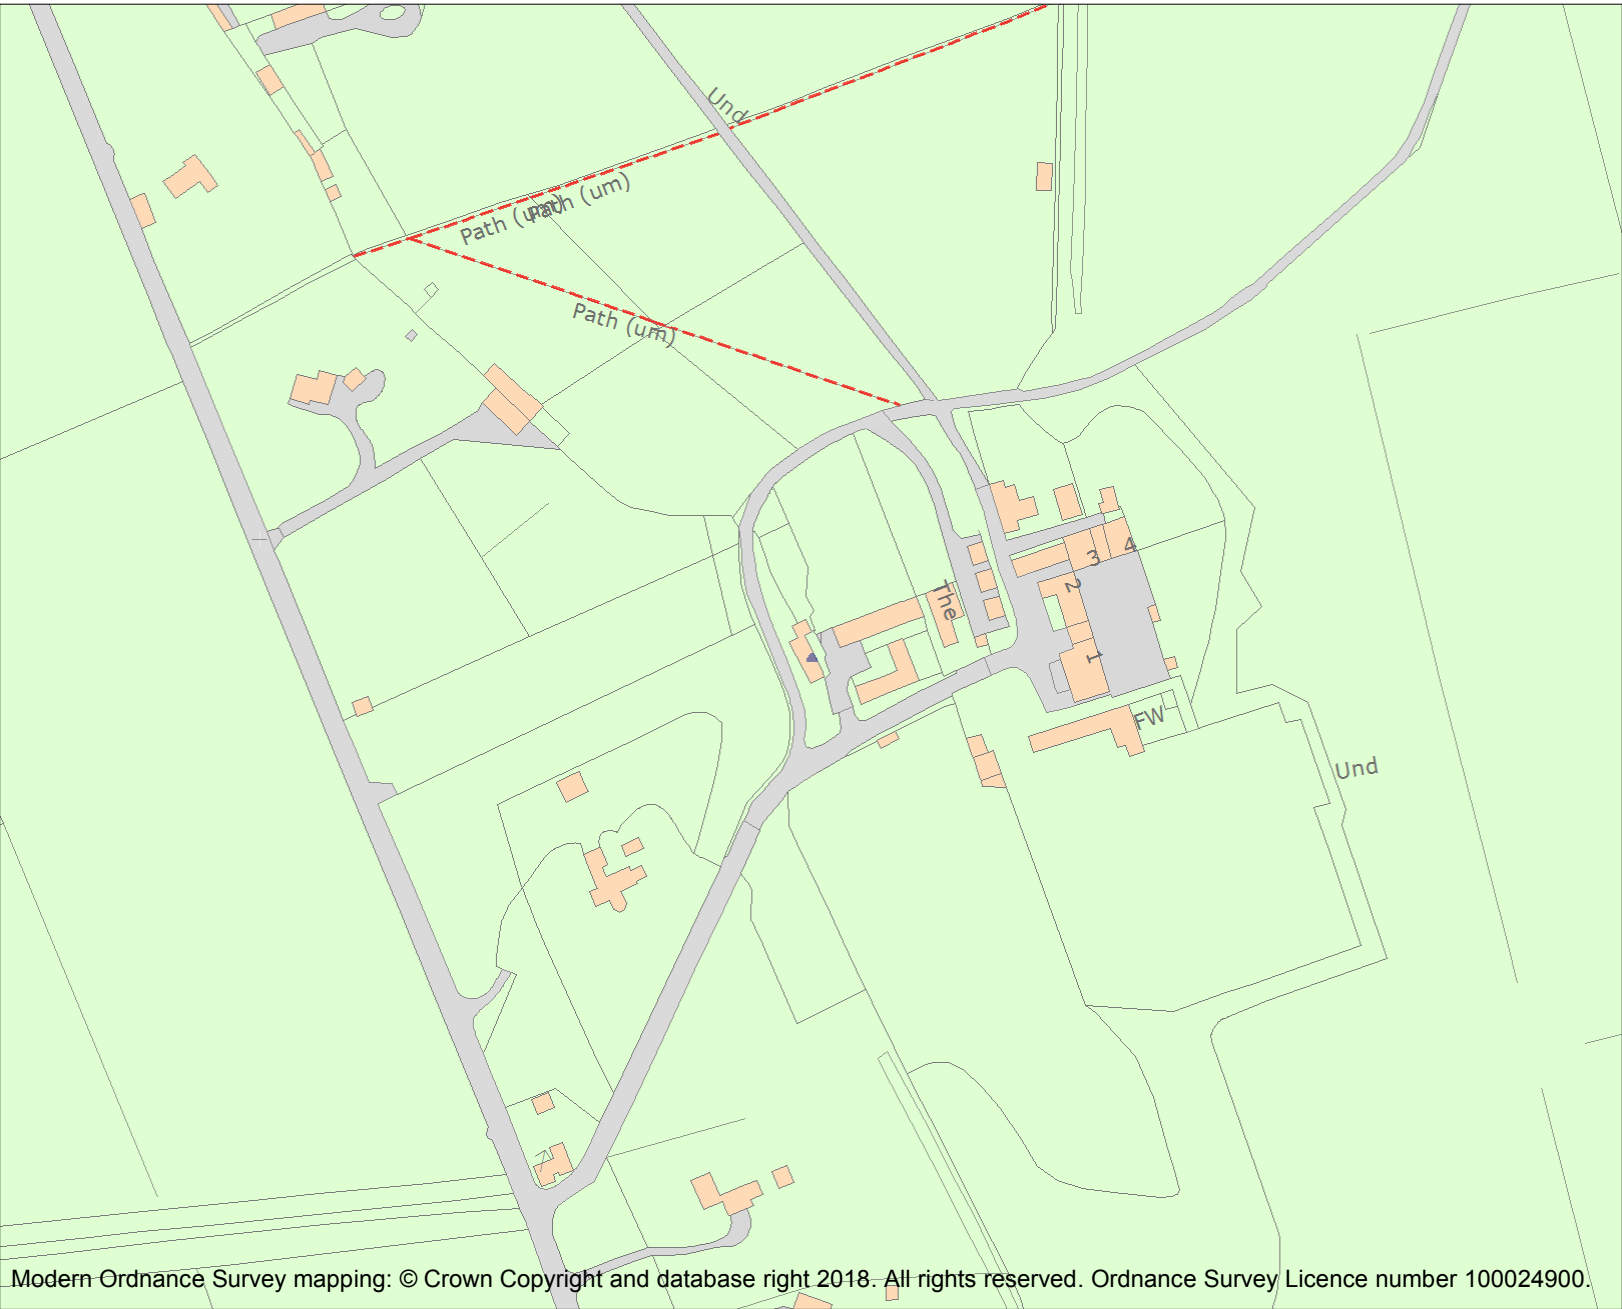 Und
Path (um)
Path (um)
Path (um)
The
4
3
2
1
FW
Und
Modern Ordnance Survey mapping: © Crown Copyright and database right 2018. All rights reserved. Ordnance Survey Licence number 100024900.